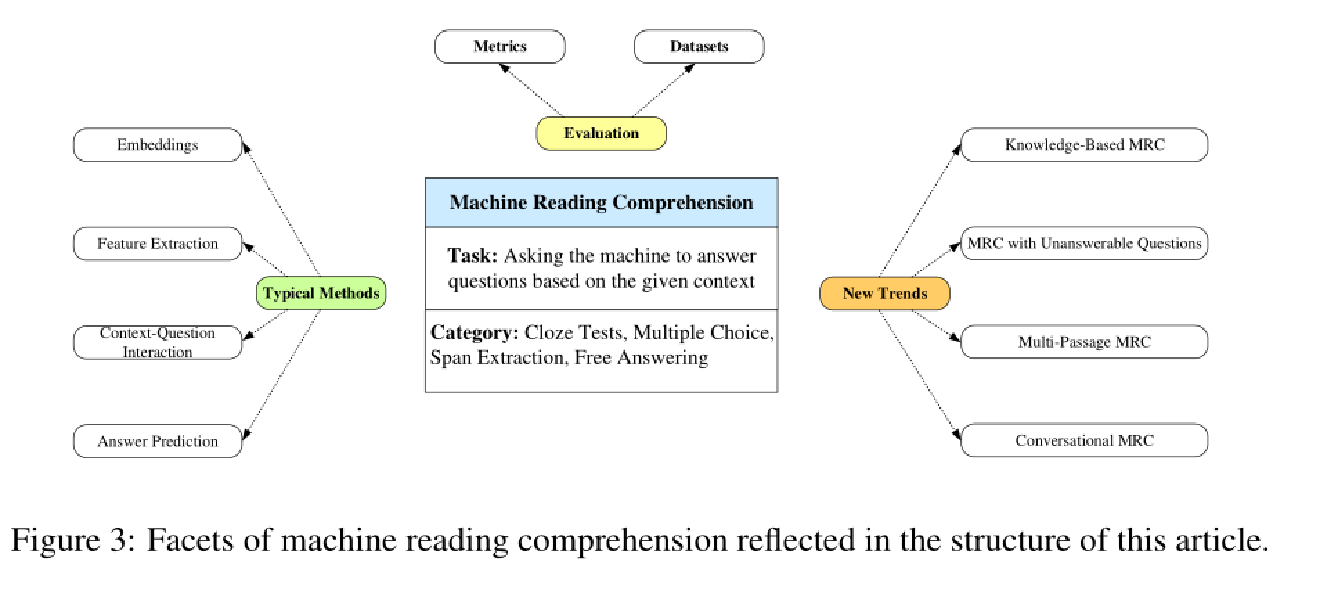 Metrics
Datasets
Evaluation
Embeddings
Feature Extraction
Typical Methods
Context-Question
Interaction
Answer Prediction
Machine Reading Comprehension
Task: Asking the machine to answer
questions based on the given context
Category: Cloze Tests, Multiple Choice,
Span Extraction, Free Answering
Knowledge-Based MRC
MRC with Unanswerable Questions
New Trends
Multi-Passage MRC
Conversational MRC
Figure 3: Facets of machine reading comprehension reflected in the structure of this article.